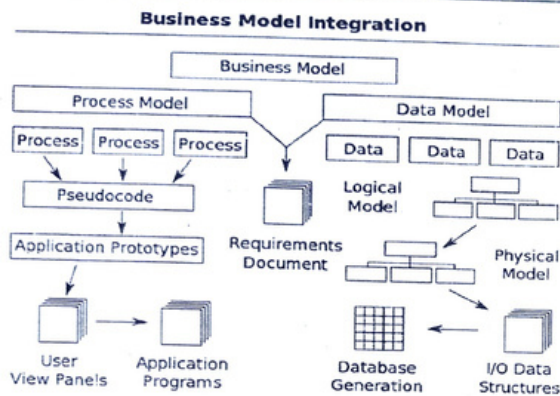 Business Model Integration
Business Model
Process Model
Data Model
Process
Process
Process
Data
Data
Data
Pseudocode
Logical
Model
Application Prototypes
Requirements
Document
Physical
Model
User
View Panels
Application
Programs
Database
Generation
I/O Data
Structures